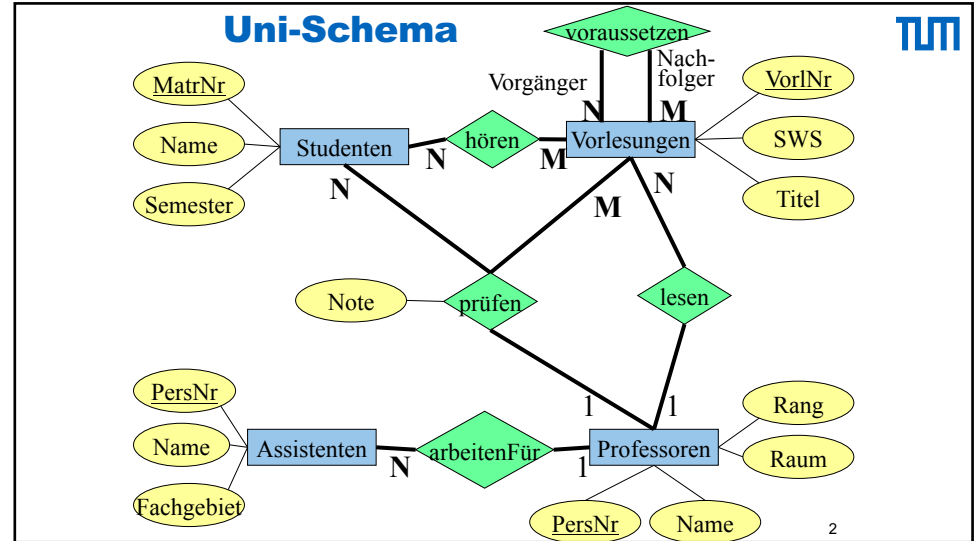 Uni-Schema
TUM
voraussetzen
Vorgänger
Nach-
folger
N
M
MatrNr
Name
Semester
Studenten
N
hören
M
Vorlesungen
VorlNr
SWS
Titel
N
M
N
Note
prüfen
lesen
1
1
PersNr
Name
Fachgebiet
Assistenten
N
arbeitenFür
1
Professoren
Rang
Raum
PersNr
Name
2